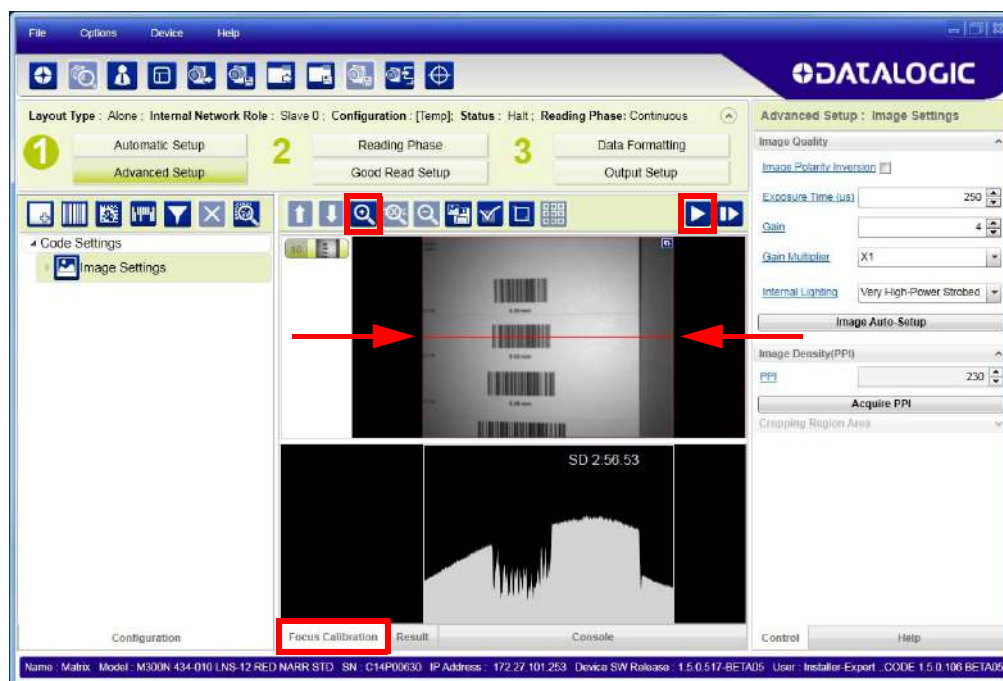 File Options Device Help
DATALOGIC
Layout Type : Alone ; Internal Network Role : Slave 0 ; Configuration : [Temp]; Status : Halt ; Reading Phase: Continuous
1 Automatic Setup 2 Reading Phase 3 Data Formatting
Advanced Setup Good Read Setup Output Setup
Code Settings
Image Settings
10
SD 2:56.53
Configuration
Focus Calibration Result Console
Advanced Setup : Image Settings
Image Quality
Image Polarity Inversion
Exposure Time (µs) 250
Gain 4
Gain Multiplier X1
Internal Lighting Very High-Power Strobed
Image Auto-Setup
Image Density(PPI)
PPI 230
Acquire PPI
Cropping Region Area
Control Help
Name : Matrix Model : M300N 434-010 LNS-12 RED NARR STD SN : C14P00630 IP Address : 172.27.101.253 Device SW Release : 1.5.0.517-BETA05 User : Installer-Expert ..CODE 1.5.0.106 BETA05